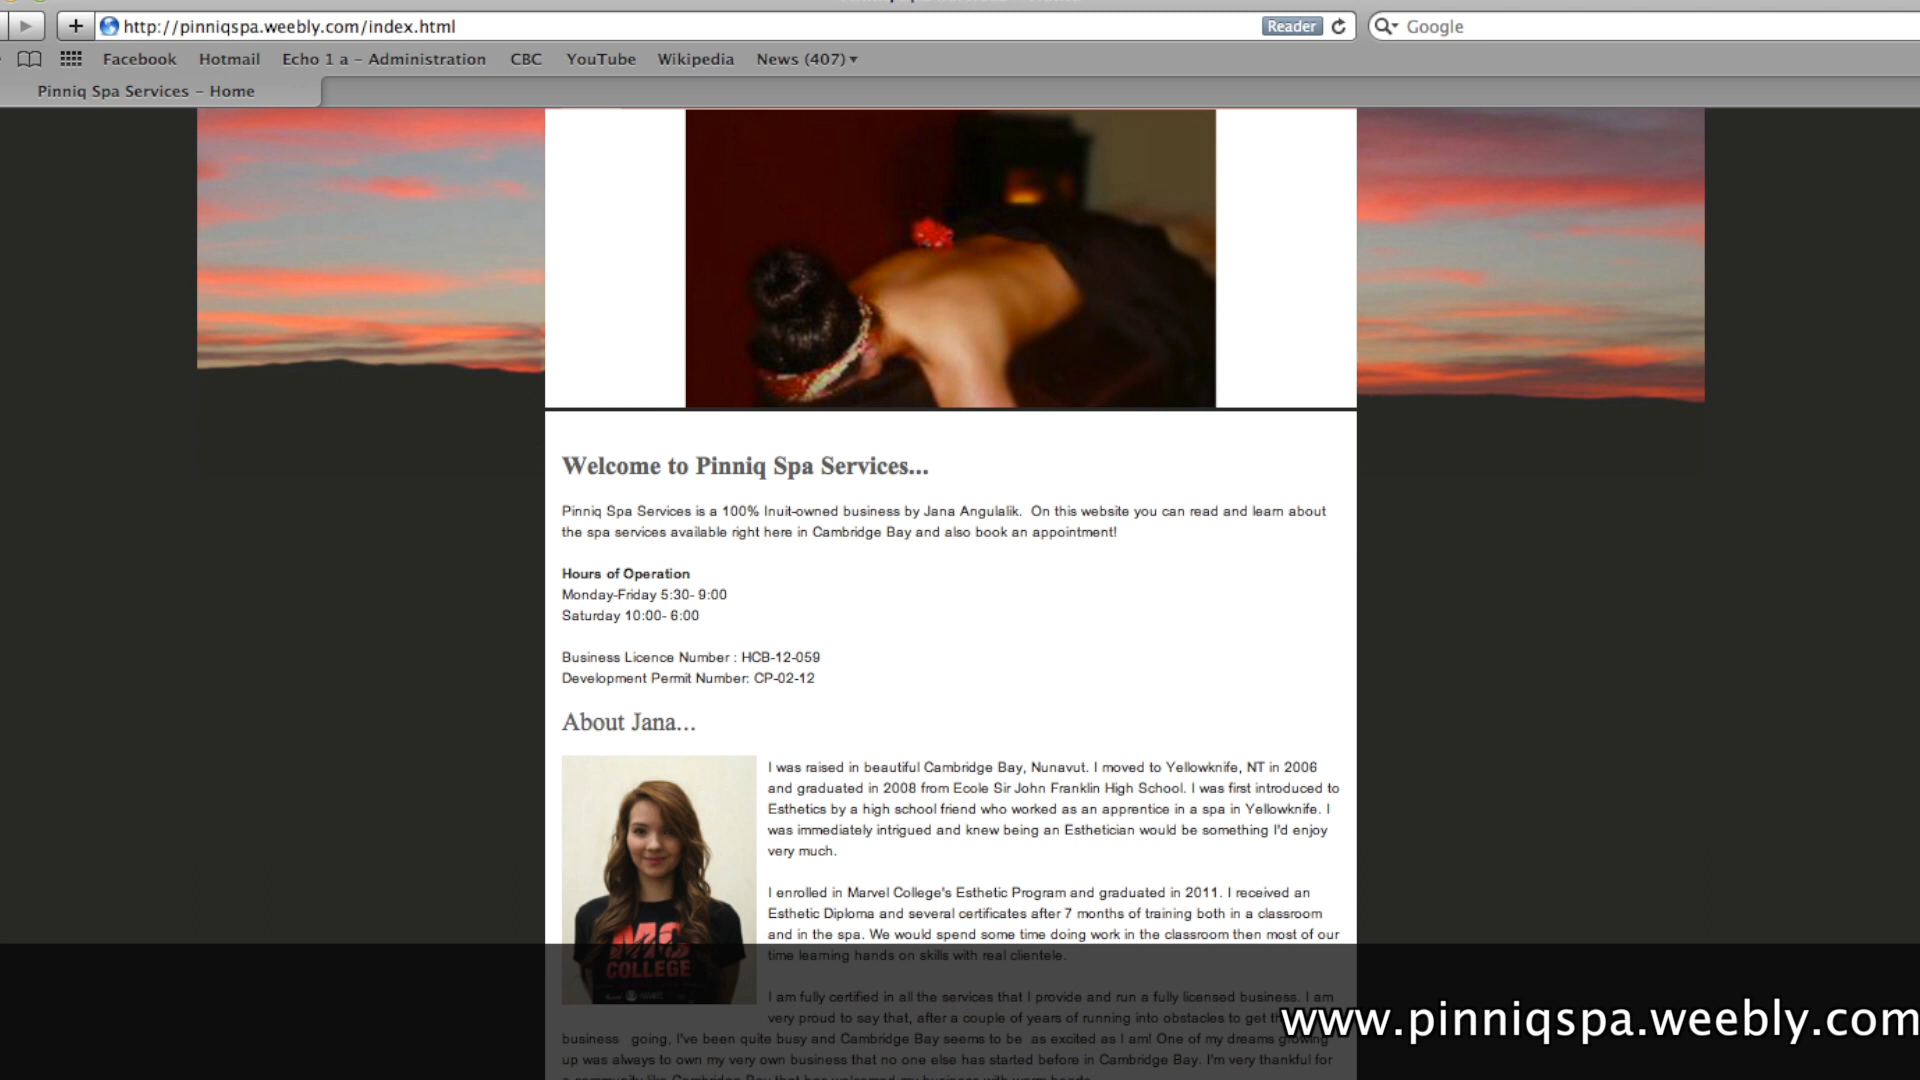 http://pinniqspa.weebly.com/index.html
Reader
Google
Facebook Hotmail Echo 1 a – Administration CBC YouTube Wikipedia News (407)▾
Pinniq Spa Services – Home
Welcome to Pinniq Spa Services...
Pinniq Spa Services is a 100% Inuit-owned business by Jana Angulalik. On this website you can read and learn about
the spa services available right here in Cambridge Bay and also book an appointment!
Hours of Operation
Monday-Friday 5:30- 9:00
Saturday 10:00- 6:00
Business Licence Number : HCB-12-059
Development Permit Number: CP-02-12
About Jana...
I was raised in beautiful Cambridge Bay, Nunavut. I moved to Yellowknife, NT in 2006
and graduated in 2008 from Ecole Sir John Franklin High School. I was first introduced to
Esthetics by a high school friend who worked as an apprentice in a spa in Yellowknife. I
was immediately intrigued and knew being an Esthetician would be something I'd enjoy
very much.
I enrolled in Marvel College's Esthetic Program and graduated in 2011. I received an
Esthetic Diploma and several certificates after 7 months of training both in a classroom
and in the spa. We would spend some time doing work in the classroom then most of our
time learning hands on skills with real clientele.
MC
COLLEGE
I am fully certified in all the services that I provide and run a fully licensed business. I am
very proud to say that, after a couple of years of running into obstacles to get
business going, I've been quite busy and Cambridge Bay seems to be as excited as I am! One of my dreams growing
up was always to own my very own business that no one else has started before in Cambridge Bay. I'm very thankful for
www.pinniqspa.weebly.com